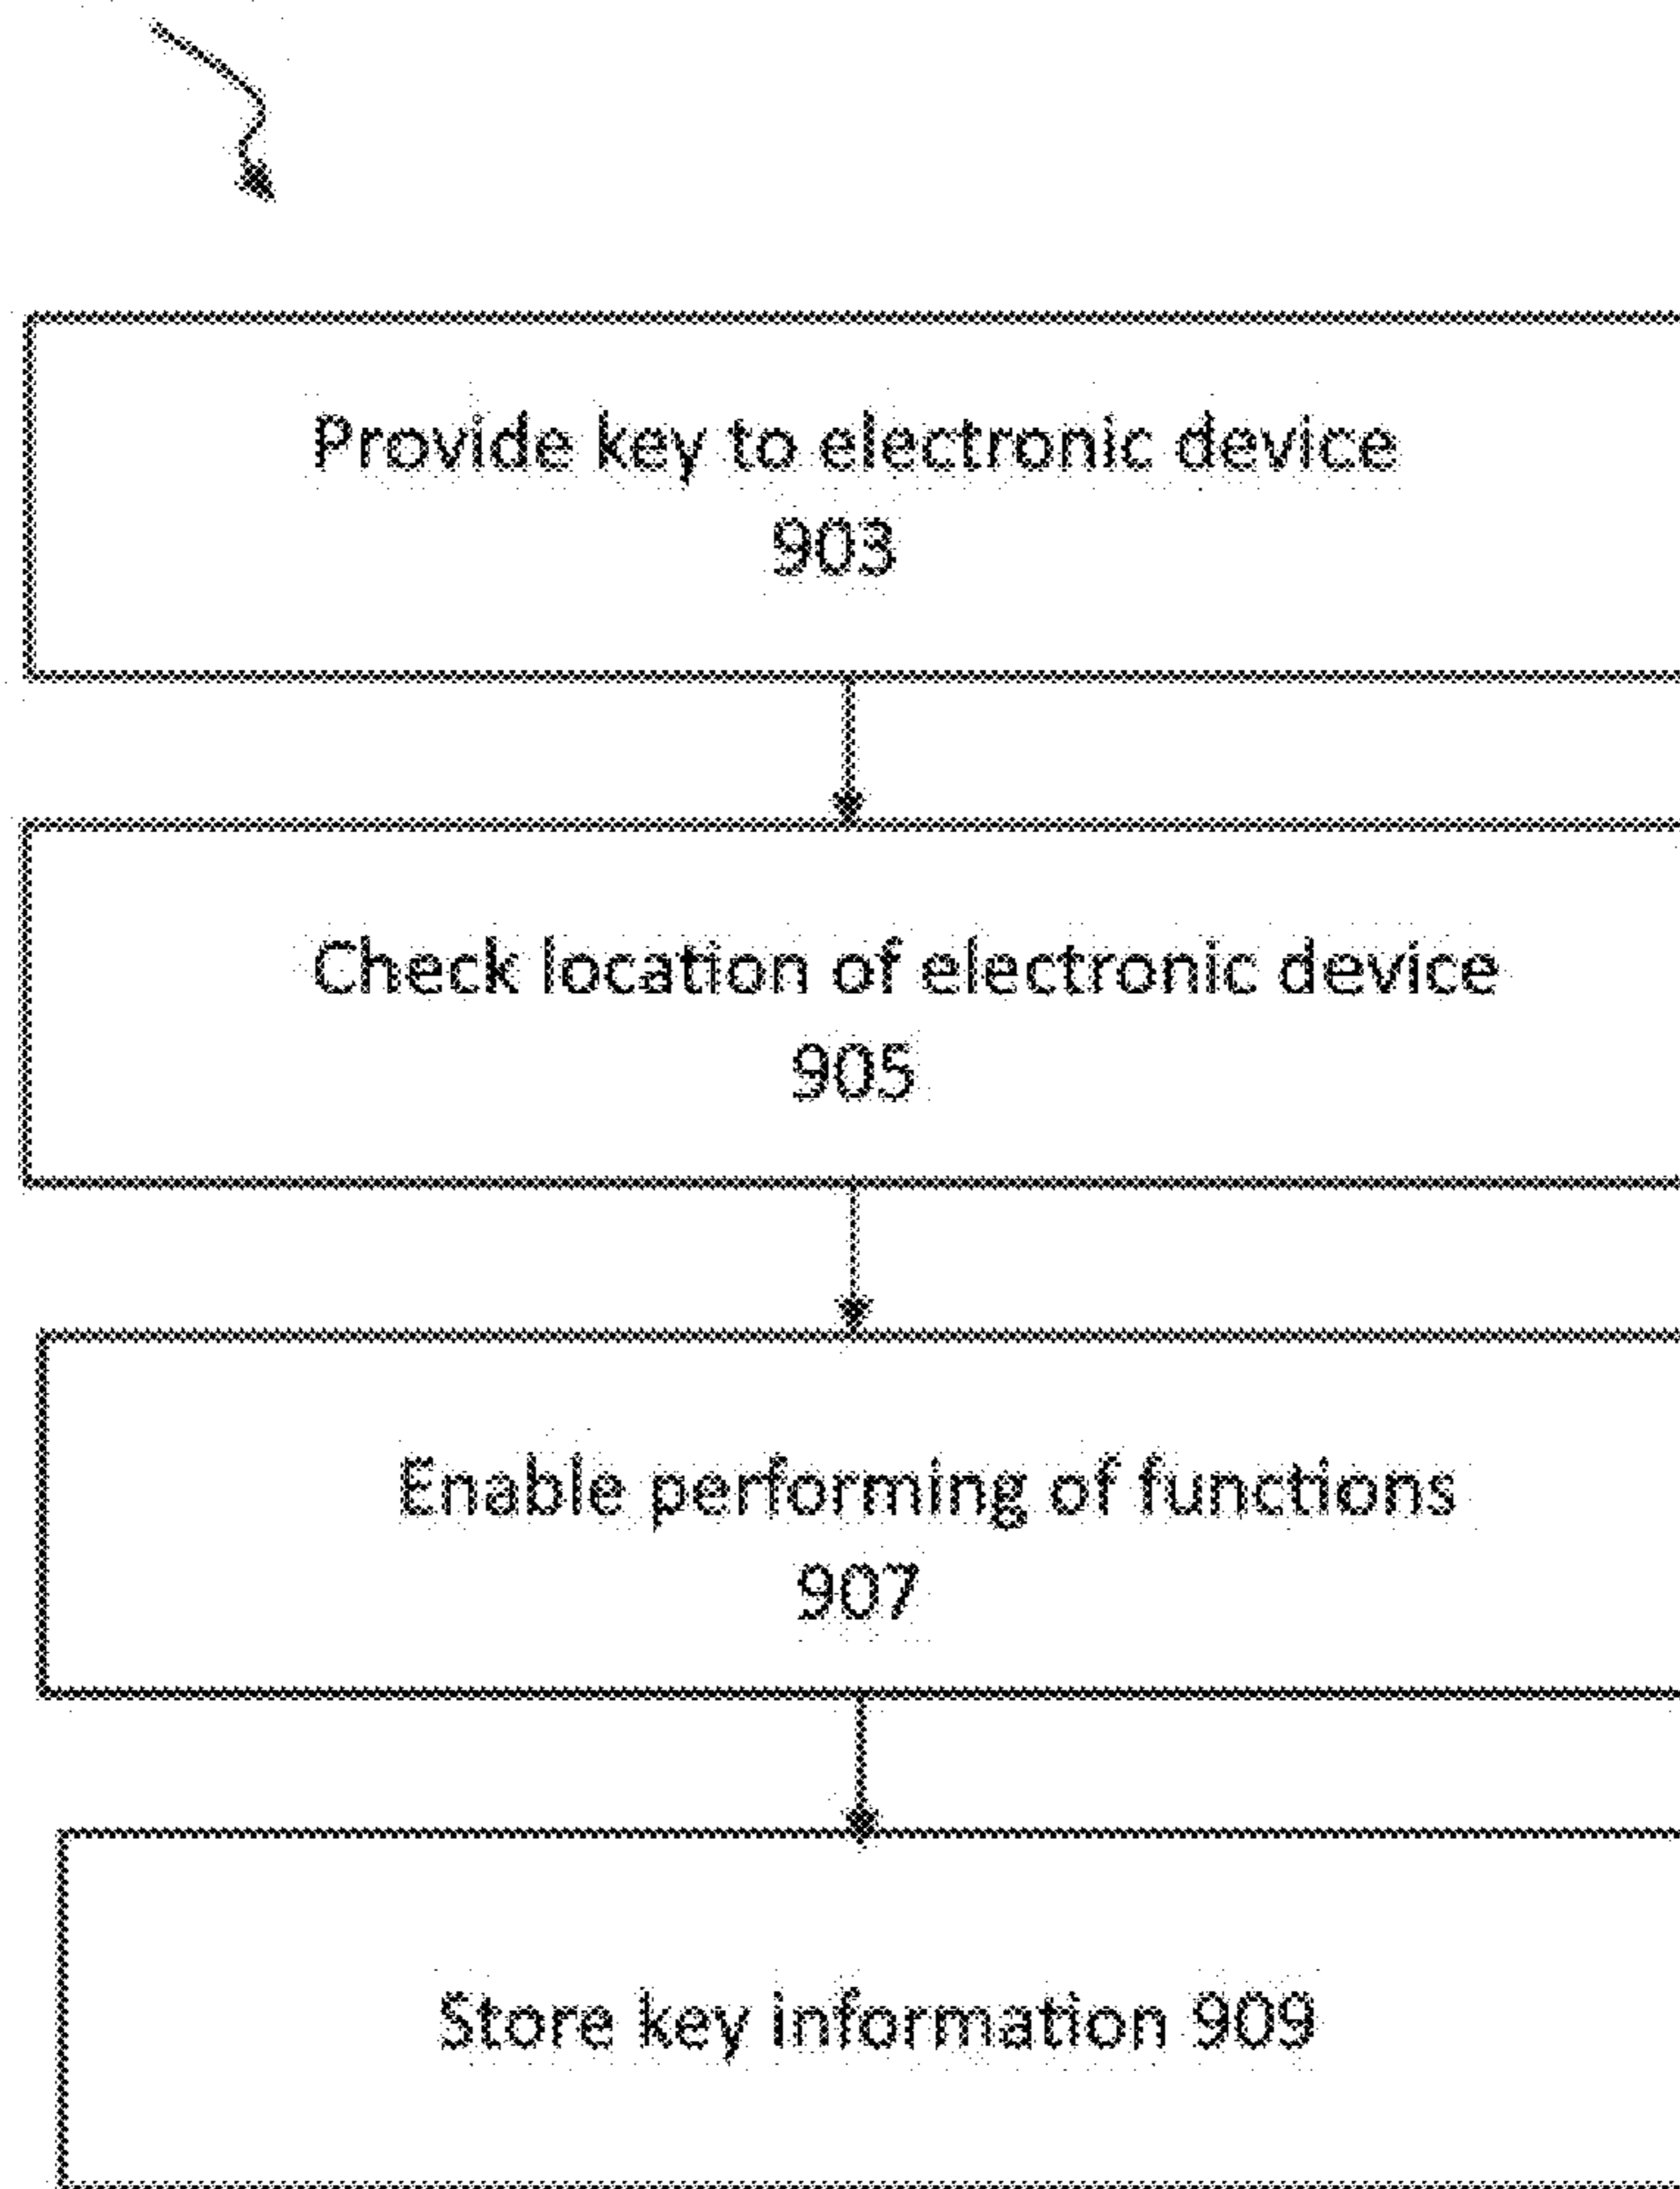 Provide key to electronic device
903
Check location of electronic device
905
Enable performing of functions
907
Store key information 909